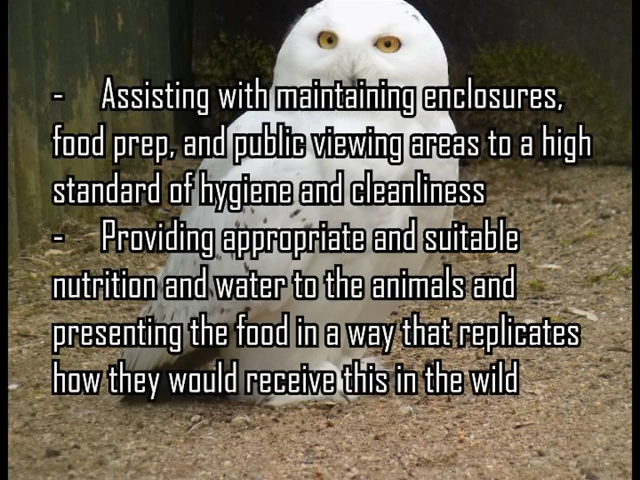 - Assisting with maintaining enclosures,
food prep, and public viewing areas to a high
standard of hygiene and cleanliness
- Providing appropriate and suitable
nutrition and water to the animals and
presenting the food in a way that replicates
how they would receive this in the wild